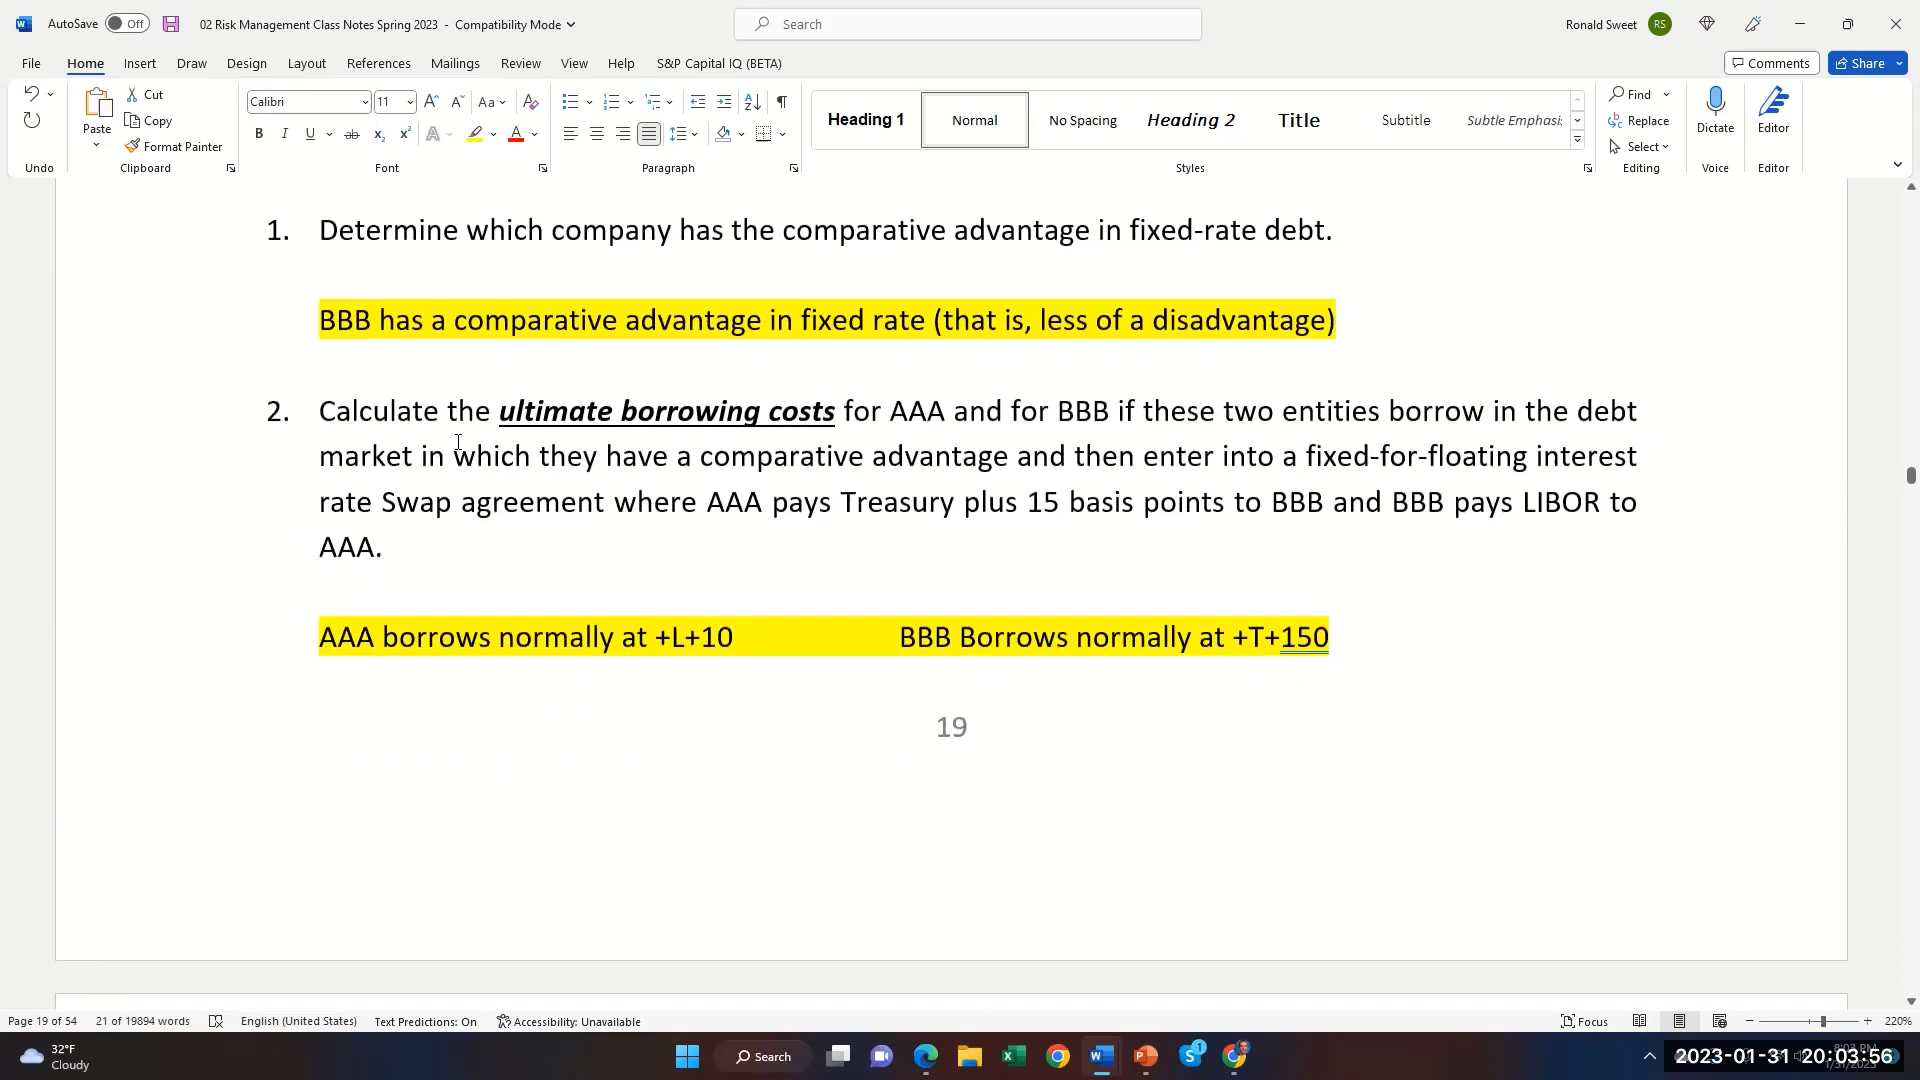 AutoSave Off 02 Risk Management Class Notes Spring 2023 - Compatibility Mode Search Ronald Sweet RS
File Home Insert Draw Design Layout References Mailings Review View Help S&P Capital IQ (BETA) Comments Share
Paste Cut Copy Format Painter
Calibri 11 Aa
Heading 1 Normal No Spacing Heading 2 Title Subtitle Subtle Emphasis
Find Replace Select Dictate Editor
Undo Clipboard Font Paragraph Styles Editing Voice Editor
1. Determine which company has the comparative advantage in fixed-rate debt.
BBB has a comparative advantage in fixed rate (that is, less of a disadvantage)
2. Calculate the ultimate borrowing costs for AAA and for BBB if these two entities borrow in the debt
market in which they have a comparative advantage and then enter into a fixed-for-floating interest
rate Swap agreement where AAA pays Treasury plus 15 basis points to BBB and BBB pays LIBOR to
AAA.
AAA borrows normally at +L+10 BBB Borrows normally at +T+150
19
Page 19 of 54 21 of 19894 words English (United States) Text Predictions: On Accessibility: Unavailable Focus 220%
32°F
Cloudy
Search
2023-01-31 20:03:56